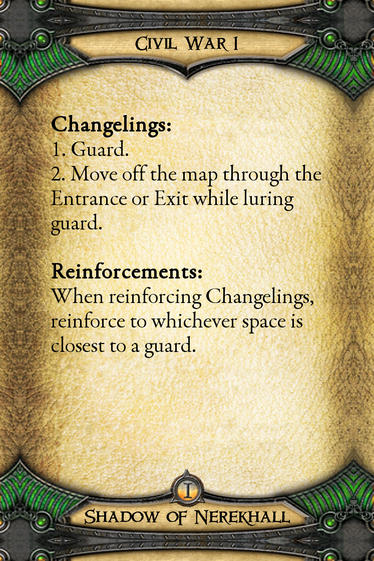 Civil War I
Changelings:
1. Guard.
2. Move off the map through the
Entrance or Exit while luring
guard.
Reinforcements:
When reinforcing Changelings,
reinforce to whichever space is
closest to a guard.
I
Shadow of Nerekhall